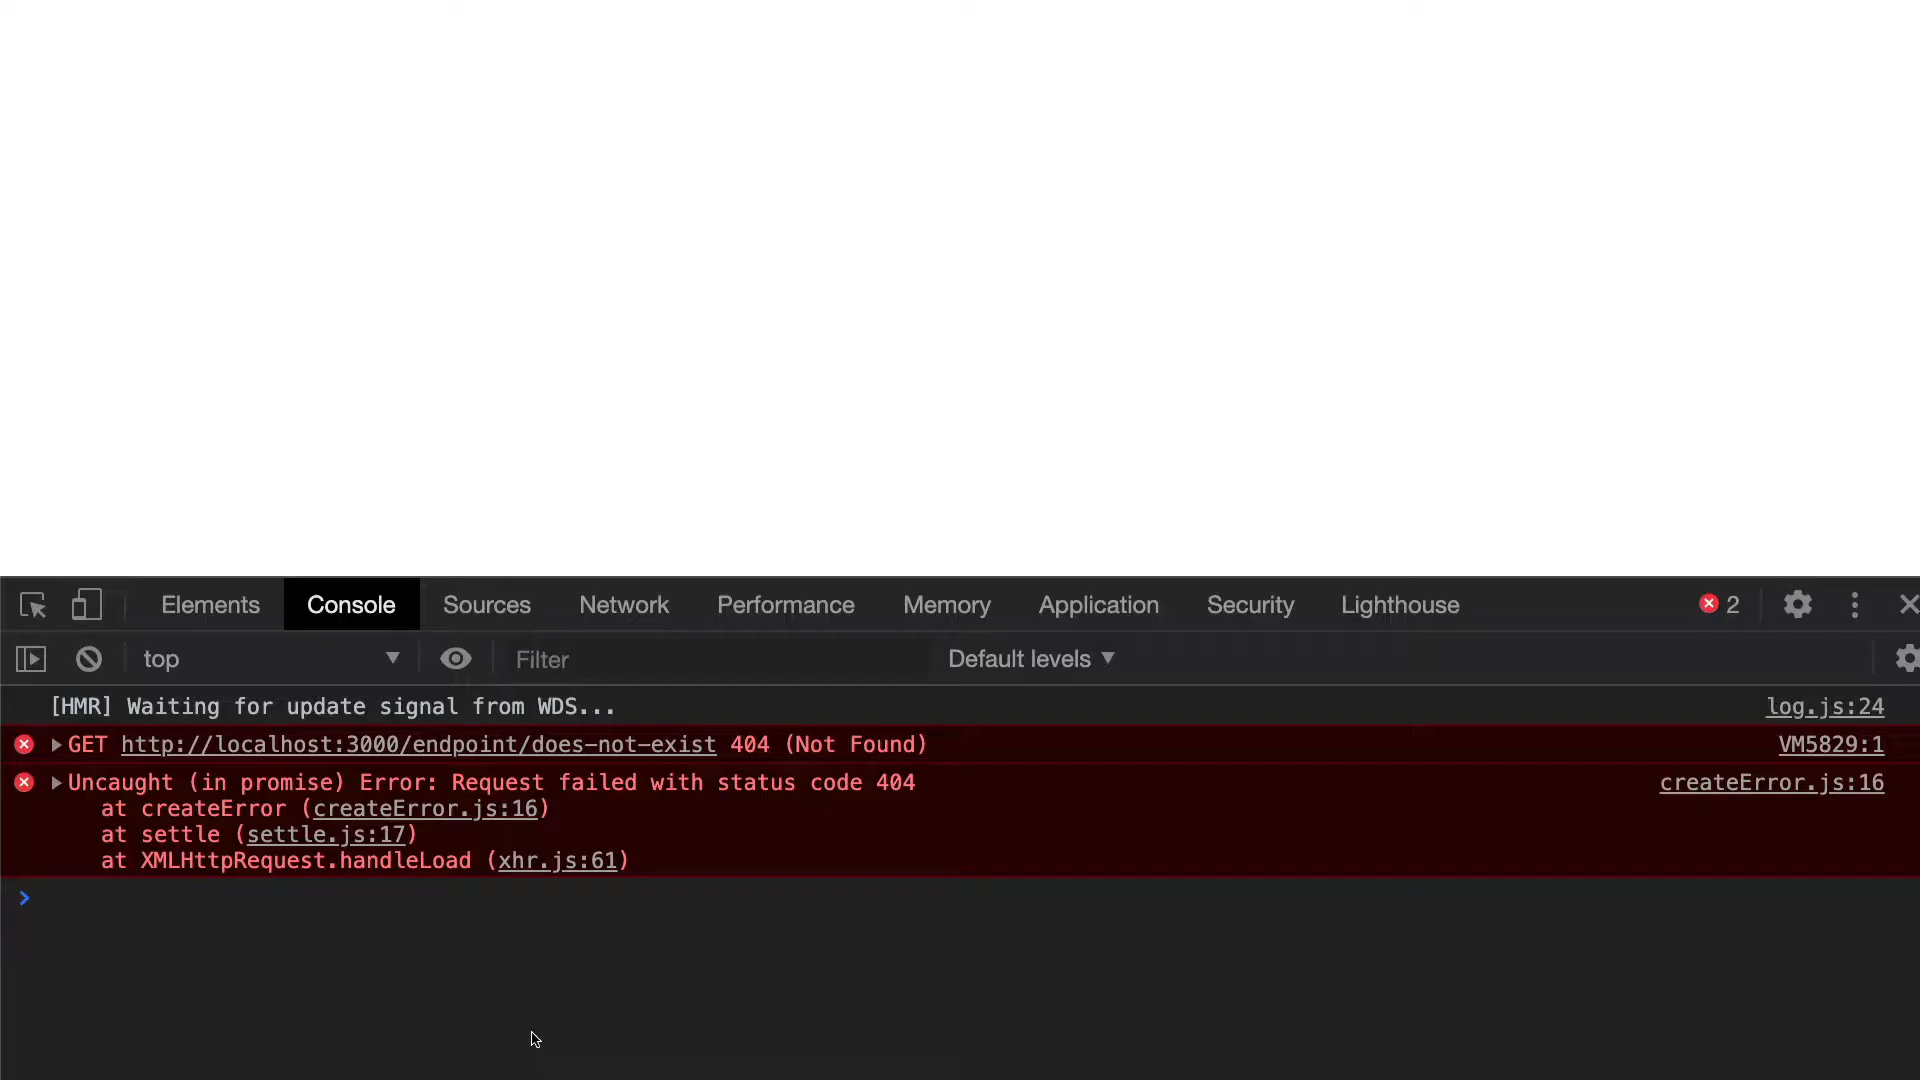 Elements Console Sources Network Performance Memory Application Security Lighthouse 2
top Filter Default levels
[HMR] Waiting for update signal from WDS... log.js:24
GET http://localhost:3000/endpoint/does-not-exist 404 (Not Found) VM5829:1
Uncaught (in promise) Error: Request failed with status code 404 createError.js:16
at createError (createError.js:16)
at settle (settle.js:17)
at XMLHttpRequest.handleLoad (xhr.js:61)